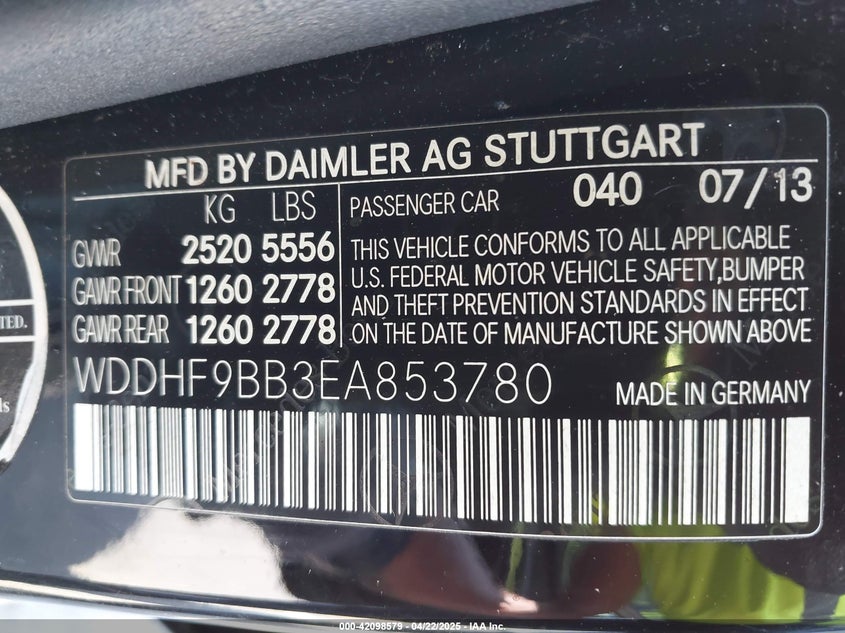 MFD BY DAIMLER AG STUTTGART
KG LBS
PASSENGER CAR 040 07/13
GVWR 2520 5556
GAWR FRONT 1260 2778
GAWR REAR 1260 2778
THIS VEHICLE CONFORMS TO ALL APPLICABLE
U.S. FEDERAL MOTOR VEHICLE SAFETY,BUMPER
AND THEFT PREVENTION STANDARDS IN EFFECT
ON THE DATE OF MANUFACTURE SHOWN ABOVE
WDDHF9BB3EA853780 MADE IN GERMANY
000-42098579 - 04/22/2025 - IAA Inc.